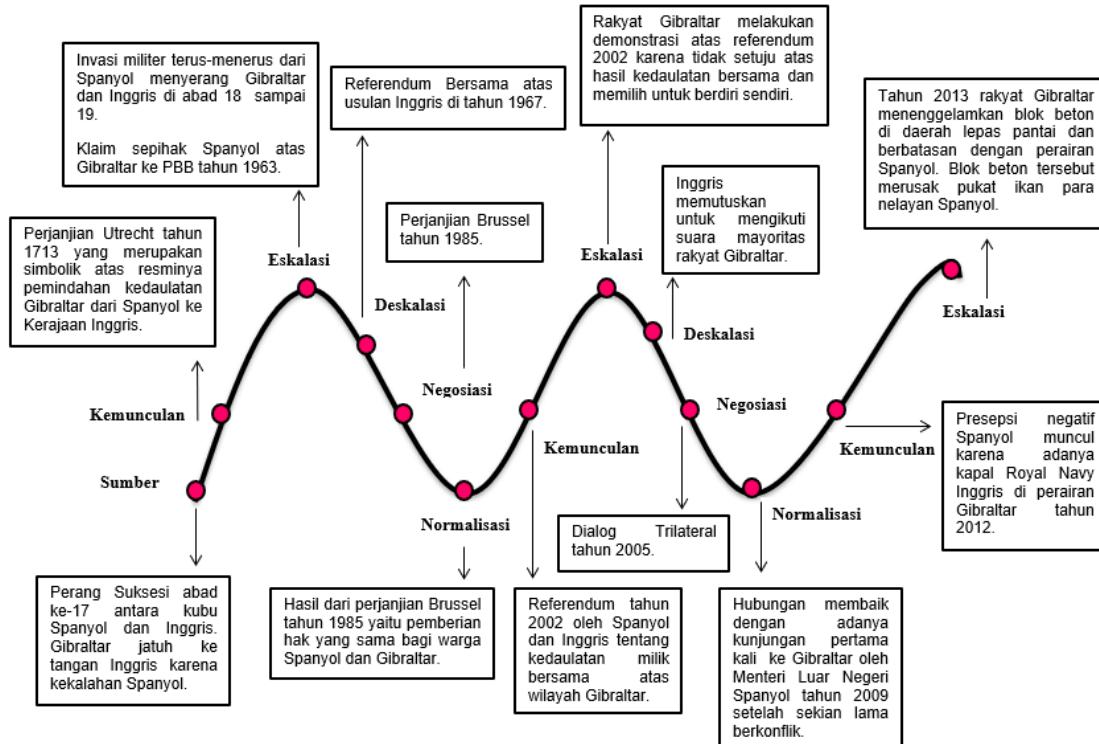 Invasi militer terus-menerus dari
Spanyol menyerang Gibraltar
dan Inggris di abad 18 sampai
19.
Klaim sepihak Spanyol atas
Gibraltar ke PBB tahun 1963.
Referendum Bersama atas
usulan Inggris di tahun 1967.
Rakyat Gibraltar melakukan
demonstrasi atas referendum
2002 karena tidak setuju atas
hasil kedaulatan bersama dan
memilih untuk berdiri sendiri.
Tahun 2013 rakyat Gibraltar
menenggelamkan blok beton
di daerah lepas pantai dan
berbatasan dengan perairan
Spanyol. Blok beton tersebut
merusak pukat ikan para
nelayan Spanyol.
Perjanjian Utrecht tahun
1713 yang merupakan
simbolik atas resminya
pemindahan kedaulatan
Gibraltar dari Spanyol ke
Kerajaan Inggris.
Perjanjian Brussel
tahun 1985.
Inggris
memutuskan
untuk mengikuti
suara mayoritas
rakyat Gibraltar.
Eskalasi
Deskalasi
Eskalasi
Deskalasi
Eskalasi
Kemunculan
Negosiasi
Kemunculan
Negosiasi
Kemunculan
Sumber
Normalisasi
Normalisasi
Presepsi negatif
Spanyol muncul
karena adanya
kapal Royal Navy
Inggris di perairan
Gibraltar tahun
2012.
Dialog Trilateral
tahun 2005.
Perang Suksesi abad
ke-17 antara kubu
Spanyol dan Inggris.
Gibraltar jatuh ke
tangan Inggris karena
kekalahan Spanyol.
Hasil dari perjanjian Brussel
tahun 1985 yaitu pemberian
hak yang sama bagi warga
Spanyol dan Gibraltar.
Referendum tahun
2002 oleh Spanyol
dan Inggris tentang
kedaulatan milik
bersama atas
wilayah Gibraltar.
Hubungan membaik
dengan adanya
kunjungan pertama
kali ke Gibraltar oleh
Menteri Luar Negeri
Spanyol tahun 2009
setelah sekian lama
berkonflik.